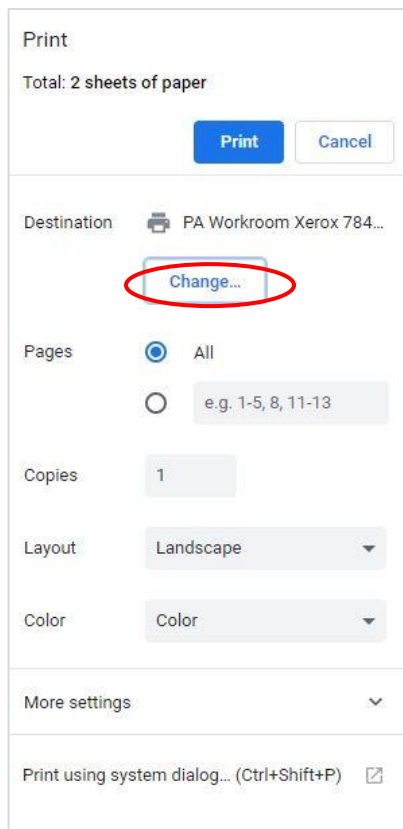 Print
Total: 2 sheets of paper
Print Cancel
Destination PA Workroom Xerox 784...
Change...
Pages All
e.g. 1-5, 8, 11-13
Copies 1
Layout Landscape
Color Color
More settings
Print using system dialog... (Ctrl+Shift+P)